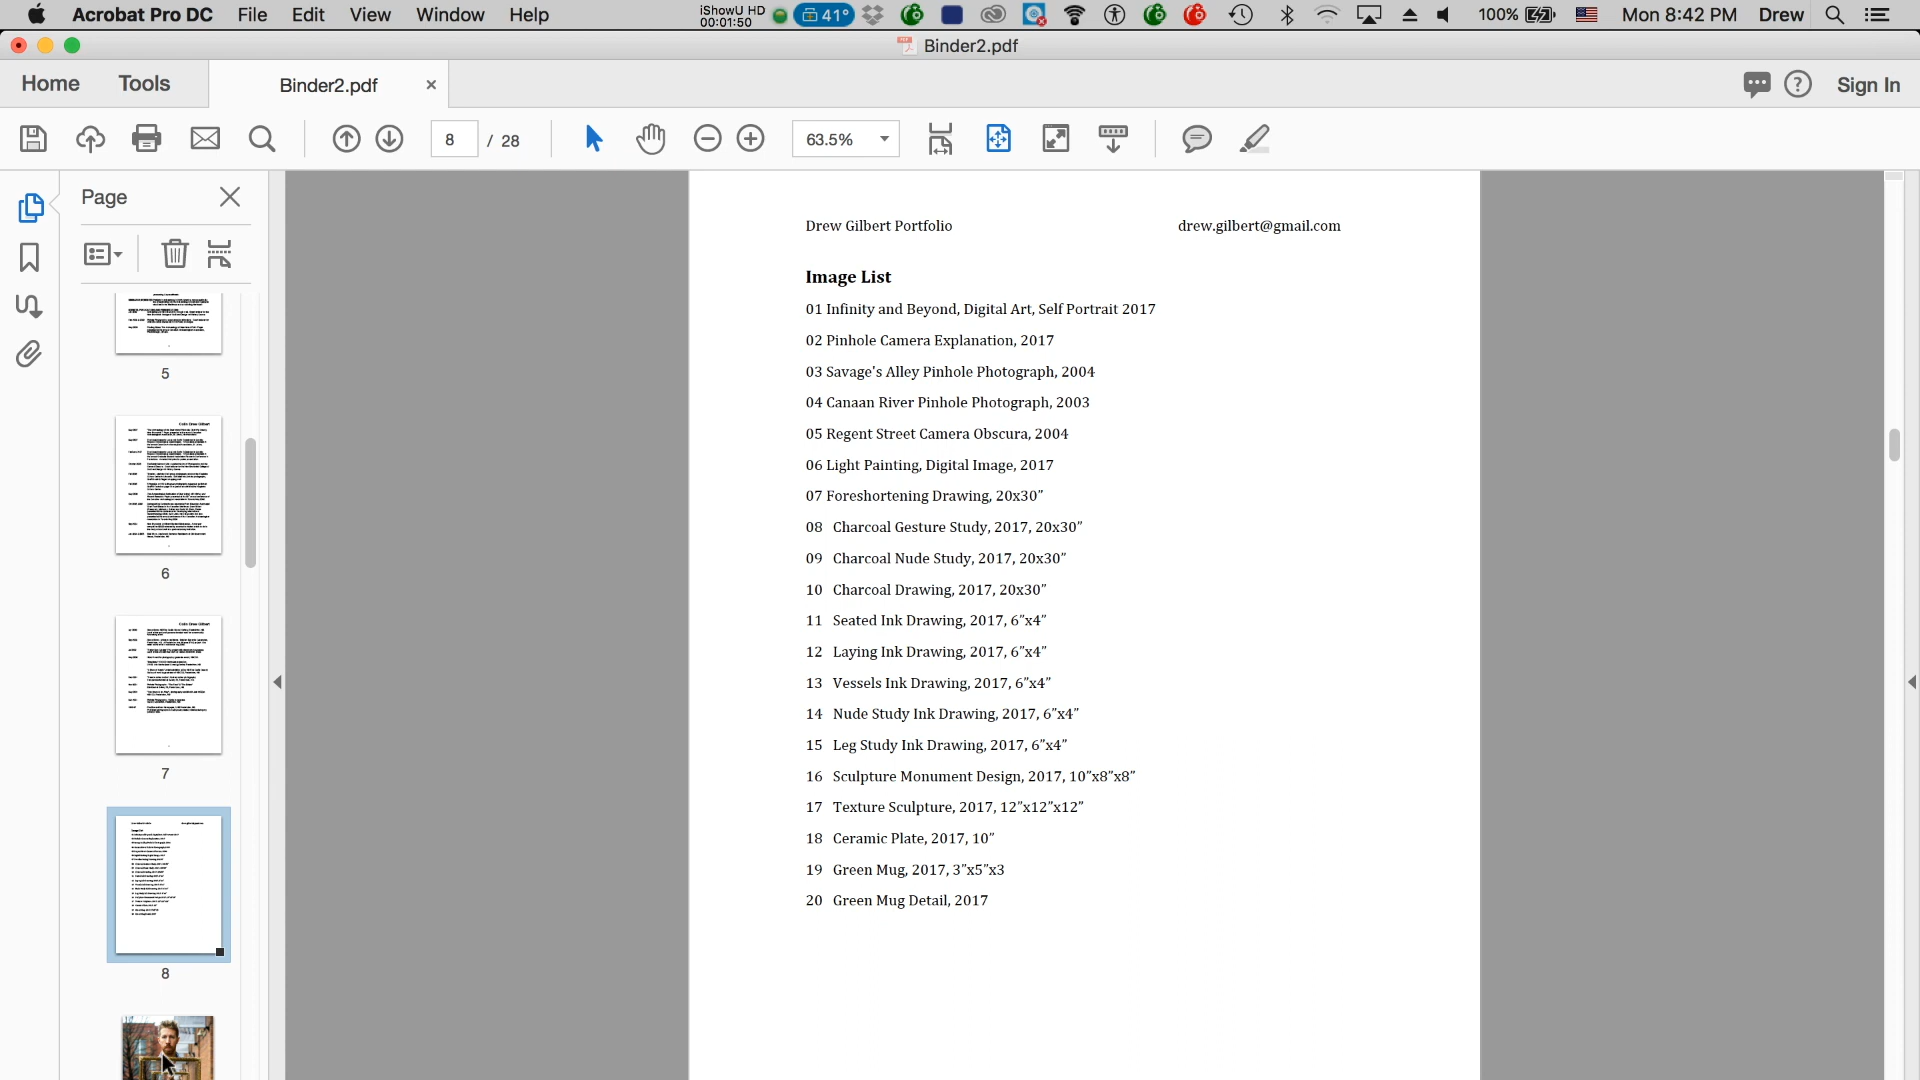 Acrobat Pro DC File Edit View Window Help iShowU HD 00:01:50 41° 100% Mon 8:42 PM Drew
Binder2.pdf
Home Tools Binder2.pdf Sign In
8 / 28 63.5%
Page
5
6
7
8
Drew Gilbert Portfolio drew.gilbert@gmail.com
Image List
01 Infinity and Beyond, Digital Art, Self Portrait 2017
02 Pinhole Camera Explanation, 2017
03 Savage's Alley Pinhole Photograph, 2004
04 Canaan River Pinhole Photograph, 2003
05 Regent Street Camera Obscura, 2004
06 Light Painting, Digital Image, 2017
07 Foreshortening Drawing, 20x30”
08 Charcoal Gesture Study, 2017, 20x30”
09 Charcoal Nude Study, 2017, 20x30”
10 Charcoal Drawing, 2017, 20x30”
11 Seated Ink Drawing, 2017, 6”x4”
12 Laying Ink Drawing, 2017, 6”x4”
13 Vessels Ink Drawing, 2017, 6”x4”
14 Nude Study Ink Drawing, 2017, 6”x4”
15 Leg Study Ink Drawing, 2017, 6”x4”
16 Sculpture Monument Design, 2017, 10”x8”x8”
17 Texture Sculpture, 2017, 12”x12”x12”
18 Ceramic Plate, 2017, 10”
19 Green Mug, 2017, 3”x5”x3
20 Green Mug Detail, 2017